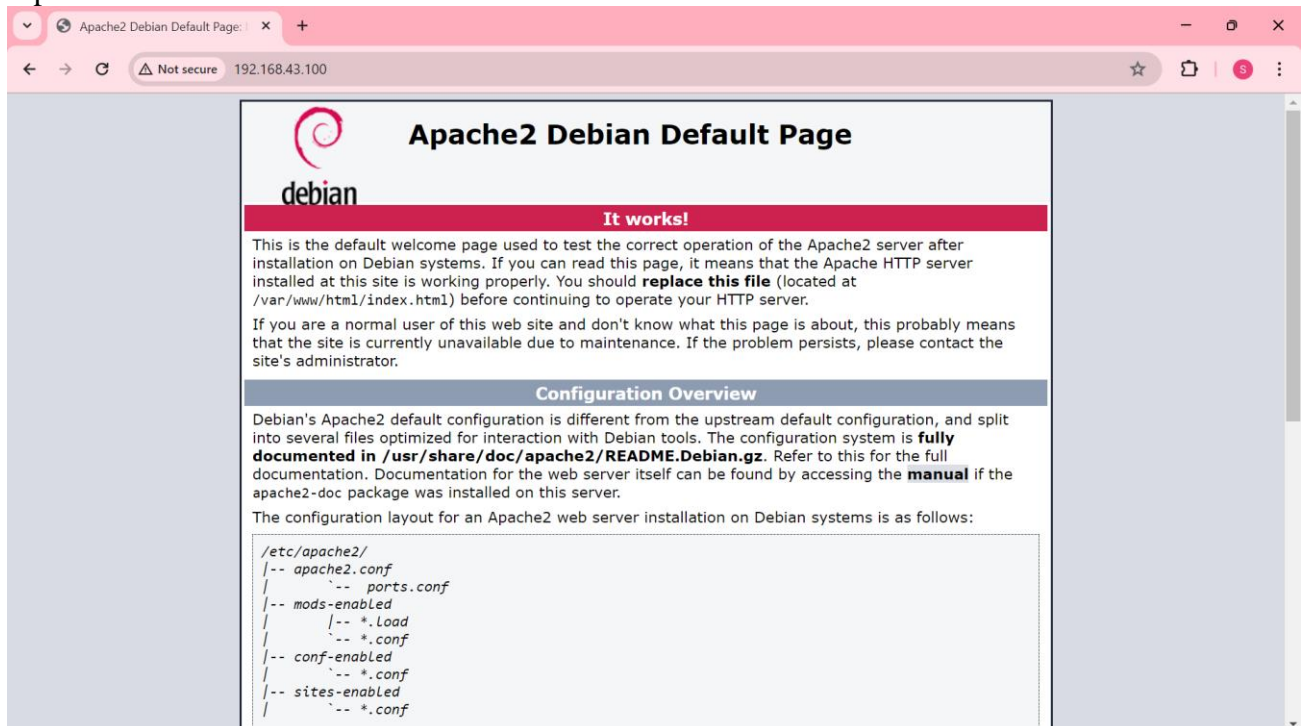 Apache2 Debian Default Page:
Not secure 192.168.43.100
S
debian
Apache2 Debian Default Page
It works!
This is the default welcome page used to test the correct operation of the Apache2 server after
installation on Debian systems. If you can read this page, it means that the Apache HTTP server
installed at this site is working properly. You should replace this file (located at
/var/www/html/index.html) before continuing to operate your HTTP server.
If you are a normal user of this web site and don't know what this page is about, this probably means
that the site is currently unavailable due to maintenance. If the problem persists, please contact the
site's administrator.
Configuration Overview
Debian's Apache2 default configuration is different from the upstream default configuration, and split
into several files optimized for interaction with Debian tools. The configuration system is fully
documented in /usr/share/doc/apache2/README.Debian.gz. Refer to this for the full
documentation. Documentation for the web server itself can be found by accessing the manual if the
apache2-doc package was installed on this server.
The configuration layout for an Apache2 web server installation on Debian systems is as follows:
/etc/apache2/
|-- apache2.conf
|       `--  ports.conf
|-- mods-enabled
|       |-- *.load
|       `-- *.conf
|-- conf-enabled
|       `-- *.conf
|-- sites-enabled
|       `-- *.conf